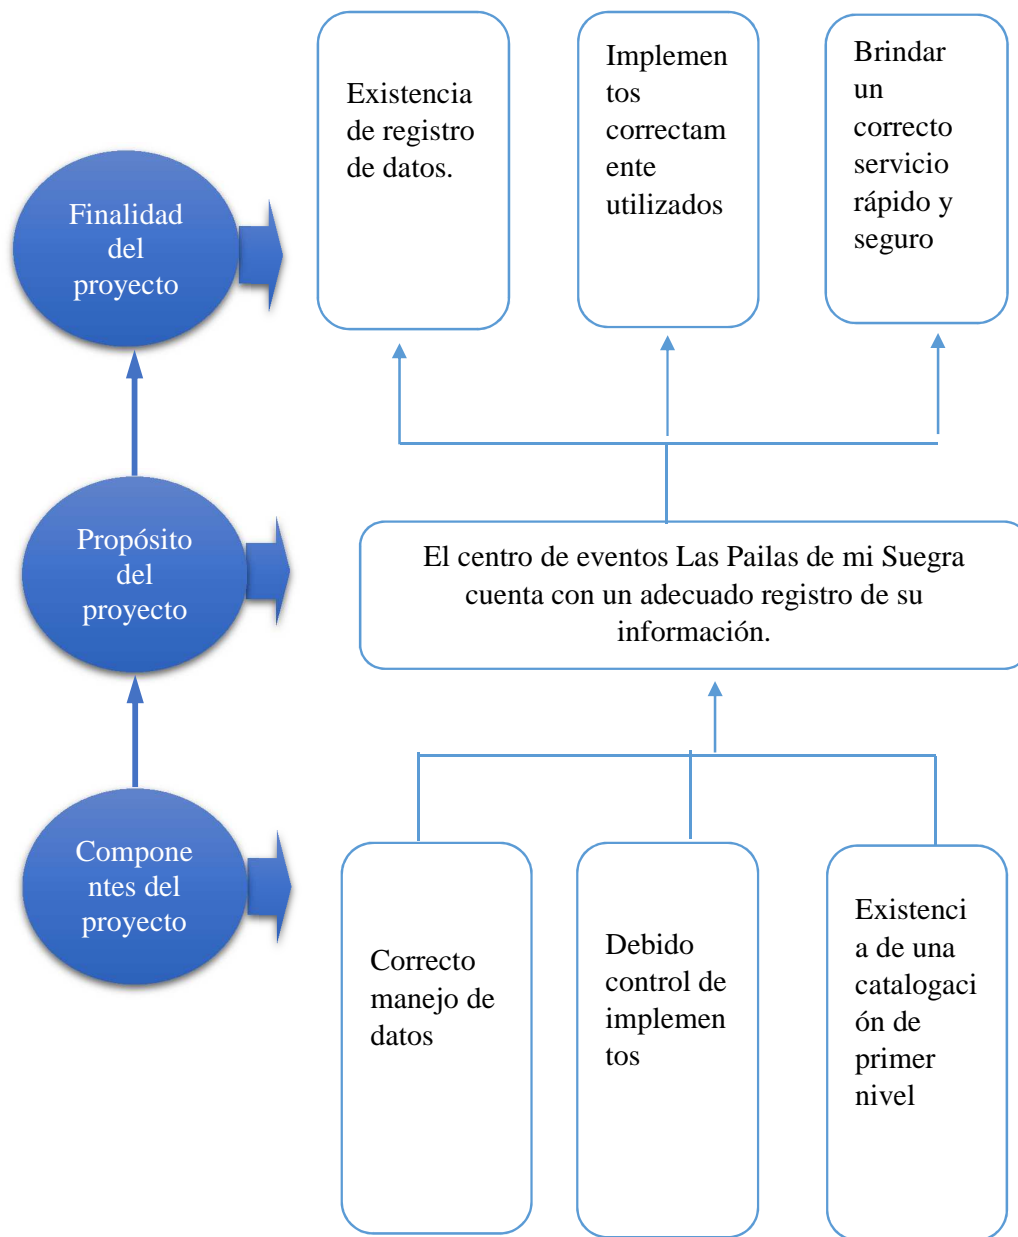 Finalidad
del
proyecto
Existencia
de registro
de datos.
Implemen
tos
correctam
ente
utilizados
Brindar
un
correcto
servicio
rápido y
seguro
Propósito
del
proyecto
El centro de eventos Las Pailas de mi Suegra
cuenta con un adecuado registro de su
información.
Compone
ntes del
proyecto
Correcto
manejo de
datos
Debido
control de
implemen
tos
Existenci
a de una
catalogaci
ón de
primer
nivel